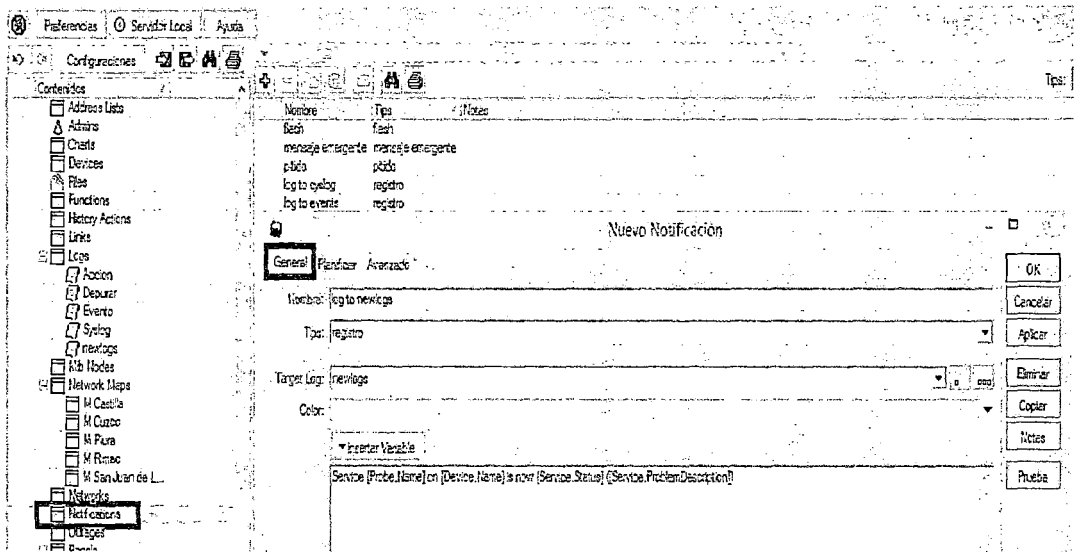 Preferencias Servidor Local Ayuda
Configuraciones
Contenidos
Address Lists
Admins
Charts
Devices
Files
Functions
History Actions
Links
Logs
Accion
Depurar
Evento
Syslog
newlogs
Mib Nodes
Network Maps
M Castilla
M Cuzco
M Piura
M Rimac
M San Juan de L...
Networks
Notifications
Outages
Panels
Tipo:
Nombre Tipo Notes
flash flash
mensaje emergente mensaje emergente
pitido pitido
log to syslog registro
log to events registro
Nuevo Notificación
General Planificar Avanzado
Nombre: log to newlogs
Tipo: registro
Target Log: newlogs
Color:
Insertar Variable
Service [Probe.Name] on [Device.Name] is now [Service.Status] ([Service.ProblemDescription])
OK
Cancelar
Aplicar
Eliminar
Copiar
Notes
Prueba